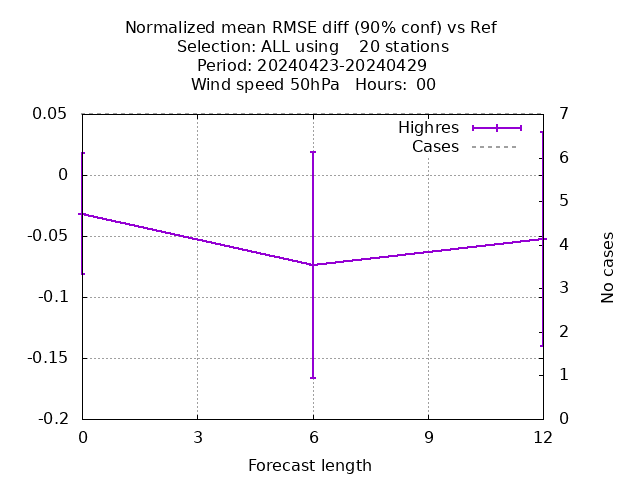 Normalized mean RMSE diff (90% conf) vs Ref
Selection: ALL using    20 stations
Period: 20240423-20240429
Wind speed 50hPa   Hours:  00
Highres
Cases
0.05
0
-0.05
-0.1
-0.15
-0.2
7
6
5
4
3
2
1
0
No cases
0 3 6 9 12
Forecast length